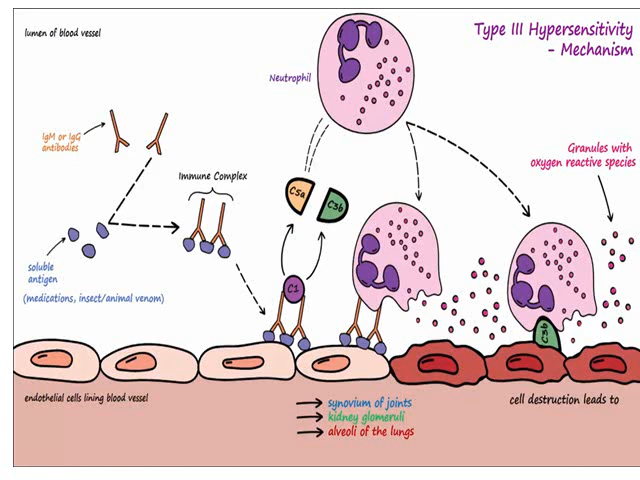 lumen of blood vessel
Type III Hypersensitivity
- Mechanism
Neutrophil
IgM or IgG
antibodies
Immune Complex
Granules with
oxygen reactive species
C5a
C3b
soluble
antigen
(medications, insect/animal venom)
C1
C3b
endothelial cells lining blood vessel
synovium of joints
kidney glomeruli
alveoli of the lungs
cell destruction leads to